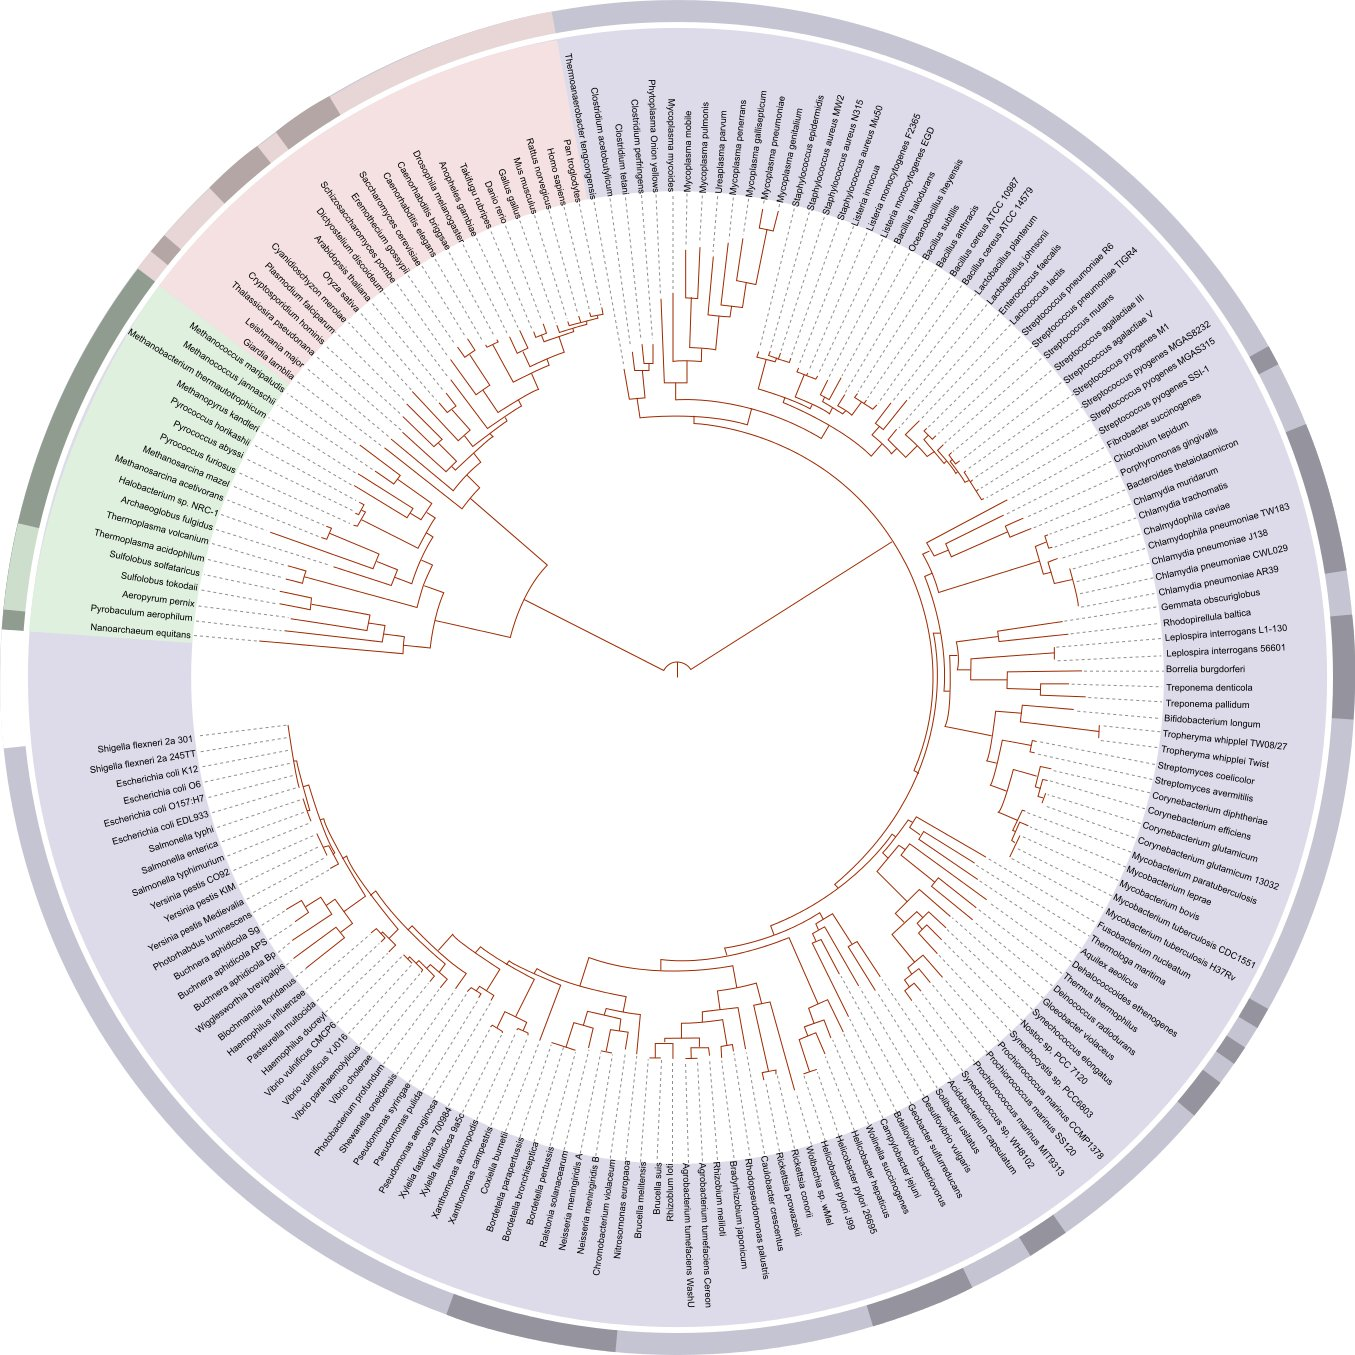 Thermoanaerobacter tengcongensis
Clostridium acetobutylicum
Clostridium tetani
Clostridium perfringens
Phytoplasma Onion yellows
Mycoplasma mycoides
Mycoplasma mobile
Mycoplasma pulmonis
Ureaplasma parvum
Mycoplasma penetrans
Mycoplasma gallisepticum
Mycoplasma pneumoniae
Mycoplasma genitalium
Staphylococcus epidermidis
Staphylococcus aureus MW2
Staphylococcus aureus N315
Staphylococcus aureus Mu50
Listeria innocua
Listeria monocytogenes F2365
Listeria monocytogenes EGD
Bacillus halodurans
Oceanobacillus iheyensis
Bacillus subtilis
Bacillus anthracis
Bacillus cereus ATCC 10987
Bacillus cereus ATCC 14579
Lactobacillus planterum
Lactobacillus johnsonii
Enterococcus faecalis
Lactococcus lactis
Streptococcus pneumoniae R6
Streptococcus pneumoniae TIGR4
Streptococcus mutans
Streptococcus agalactiae III
Streptococcus agalactiae V
Streptococcus pyogenes M1
Streptococcus pyogenes MGAS8232
Streptococcus pyogenes MGAS315
Streptococcus pyogenes SSI-1
Fibrobacter succinogenes
Chlorobium lepidum
Porphyromonas gingivalis
Bacteroides thetaiotaomicron
Chlamydia muridarum
Chlamydia trachomatis
Chalmydophila caviae
Chlamydophila pneumoniae TW183
Chlamydia pneumoniae J138
Chlamydia pneumoniae CWL029
Chlamydia pneumoniae AR39
Gemmata obscuriglobus
Rhodopirellula baltica
Leplospira interrogans L1-130
Leplospira interrogans 56601
Borrelia burgdorferi
Treponema denticola
Treponema pallidum
Bifidobacterium longum
Tropheryma whipplel TW08/27
Tropheryma whipplei Twist
Streptomyces coelicolor
Streptomyces avermitilis
Corynebacterium diphtheriae
Corynebacterium efficiens
Corynebacterium glutamicum
Corynebacterium glutamicum 13032
Mycobacterium paratuberculosis
Mycobacterium leprae
Mycobacterium bovis
Mycobacterium tuberculosis CDC1551
Mycobacterium tuberculosis H37Rv
Fusobacterium nucleatum
Thermotoga maritima
Aquilex aeolicus
Dehalococcoides ethenogenes
Thermus thermophilus
Deinococcus radiodurans
Gloeobacter violaceus
Synechococcus elongatus
Nostoc sp. PCC 7120
Synechocystis sp. PCC6803
Prochlorococcus marinus CCMP1378
Prochlorococcus marinus SS120
Prochlorococcus marinus MIT9313
Synechococcus sp. WH8102
Acidobacterium capsulatum
Solibacter usitatus
Desulfovibrio vulgaris
Geobacter sulfurreducans
Bdellovibrio bacteriovorus
Campylobacter jejuni
Wolinella succinogenes
Helicobacter hepaticus
Helicobacter pylori 26695
Helicobacter pylori J99
Wolbachia sp. wMel
Rickettsia conorii
Rickettsia prowazekii
Caulobacter crescentus
Rhodopseudomonas palustris
Bradyrhizobium japonicum
Rhizobium meliloti
Agrobacterium tumefaciens Cereon
Agrobacterium tumefaciens WashU
Rhizoblum loti
Brucella suis
Brucella melitensis
Nitrosomonas europaoa
Chromobacterium violaceum
Neisseria meningiridis B
Neisseria meningiridis A
Ralstonia solanacearum
Bordetella pertussis
Bordetella bronchiseptica
Bordetella parapertussis
Coxiella burnetii
Xanthomonas campestris
Xanthomonas axonopodis
Xylella fastidiosa 9a5c
Xylella fastidiosa 700984
Pseudomonas aeruginosa
Pseudomonas pulida
Pseudomonas syringae
Shewanella oneidensis
Photobacterium profundum
Vibrio cholerae
Vibrio parahaemolylicus
Vibrio vulnificus YJ016
Vibrio vulnificus CMCP6
Haemophilus ducrey
Pasteurella multocida
Haemophilus influenzee
Blochmannia floridanus
Wigglesworthia brevipalpis
Buchnera aphidicola Bp
Buchnera aphidicola APS
Buchnera aphidicola Sg
Photorhabdus luminescens
Yersinia pestis Medievalia
Yersinia pestis KIM
Yersinia pestis CO92
Salmonella typhimurium
Salmonella enterica
Salmonella typhi
Escherichia coli EDL933
Escherichia coli O157:H7
Escherichia coli O6
Escherichia coli K12
Shigella flexneri 2a 245TT
Shigella flexneri 2a 301
Nanoarchaeum equitans
Pyrobaculum aerophilum
Aeropyrum pernix
Sulfolobus tokodaii
Sulfolobus solfataricus
Thermoplasma acidophilum
Thermoplasma volcanium
Archaeoglobus fulgidus
Halobacterium sp. NRC-1
Methanosarcina acetivorans
Methanosarcina mazel
Pyrococcus furiosus
Pyrococcus abyssi
Pyrococcus horikashii
Methanopyrus kandleri
Methanobacterium thermautotrophicum
Methanococcus jannaschii
Methanococcus maripaludis
Giardia lamblia
Leishmania major
Thalassiosira pseudonana
Cryptosporidium hominis
Plasmodium falciparum
Cyanidioschyzon merolae
Oryza sativa
Arabidopsis thaliana
Dichyostelium discoideum
Schizosaccharomyces pombe
Eremothecium gossypii
Saccharomyces cerevisiae
Caenorhabditis elegans
Caenorhabditis briggsae
Drosophila melanogaster
Anopheles gambiae
Takifugu rubripes
Danio rerio
Gallus gallus
Mus musculus
Rattus norvegicus
Homo sapiens
Pan troglodytes